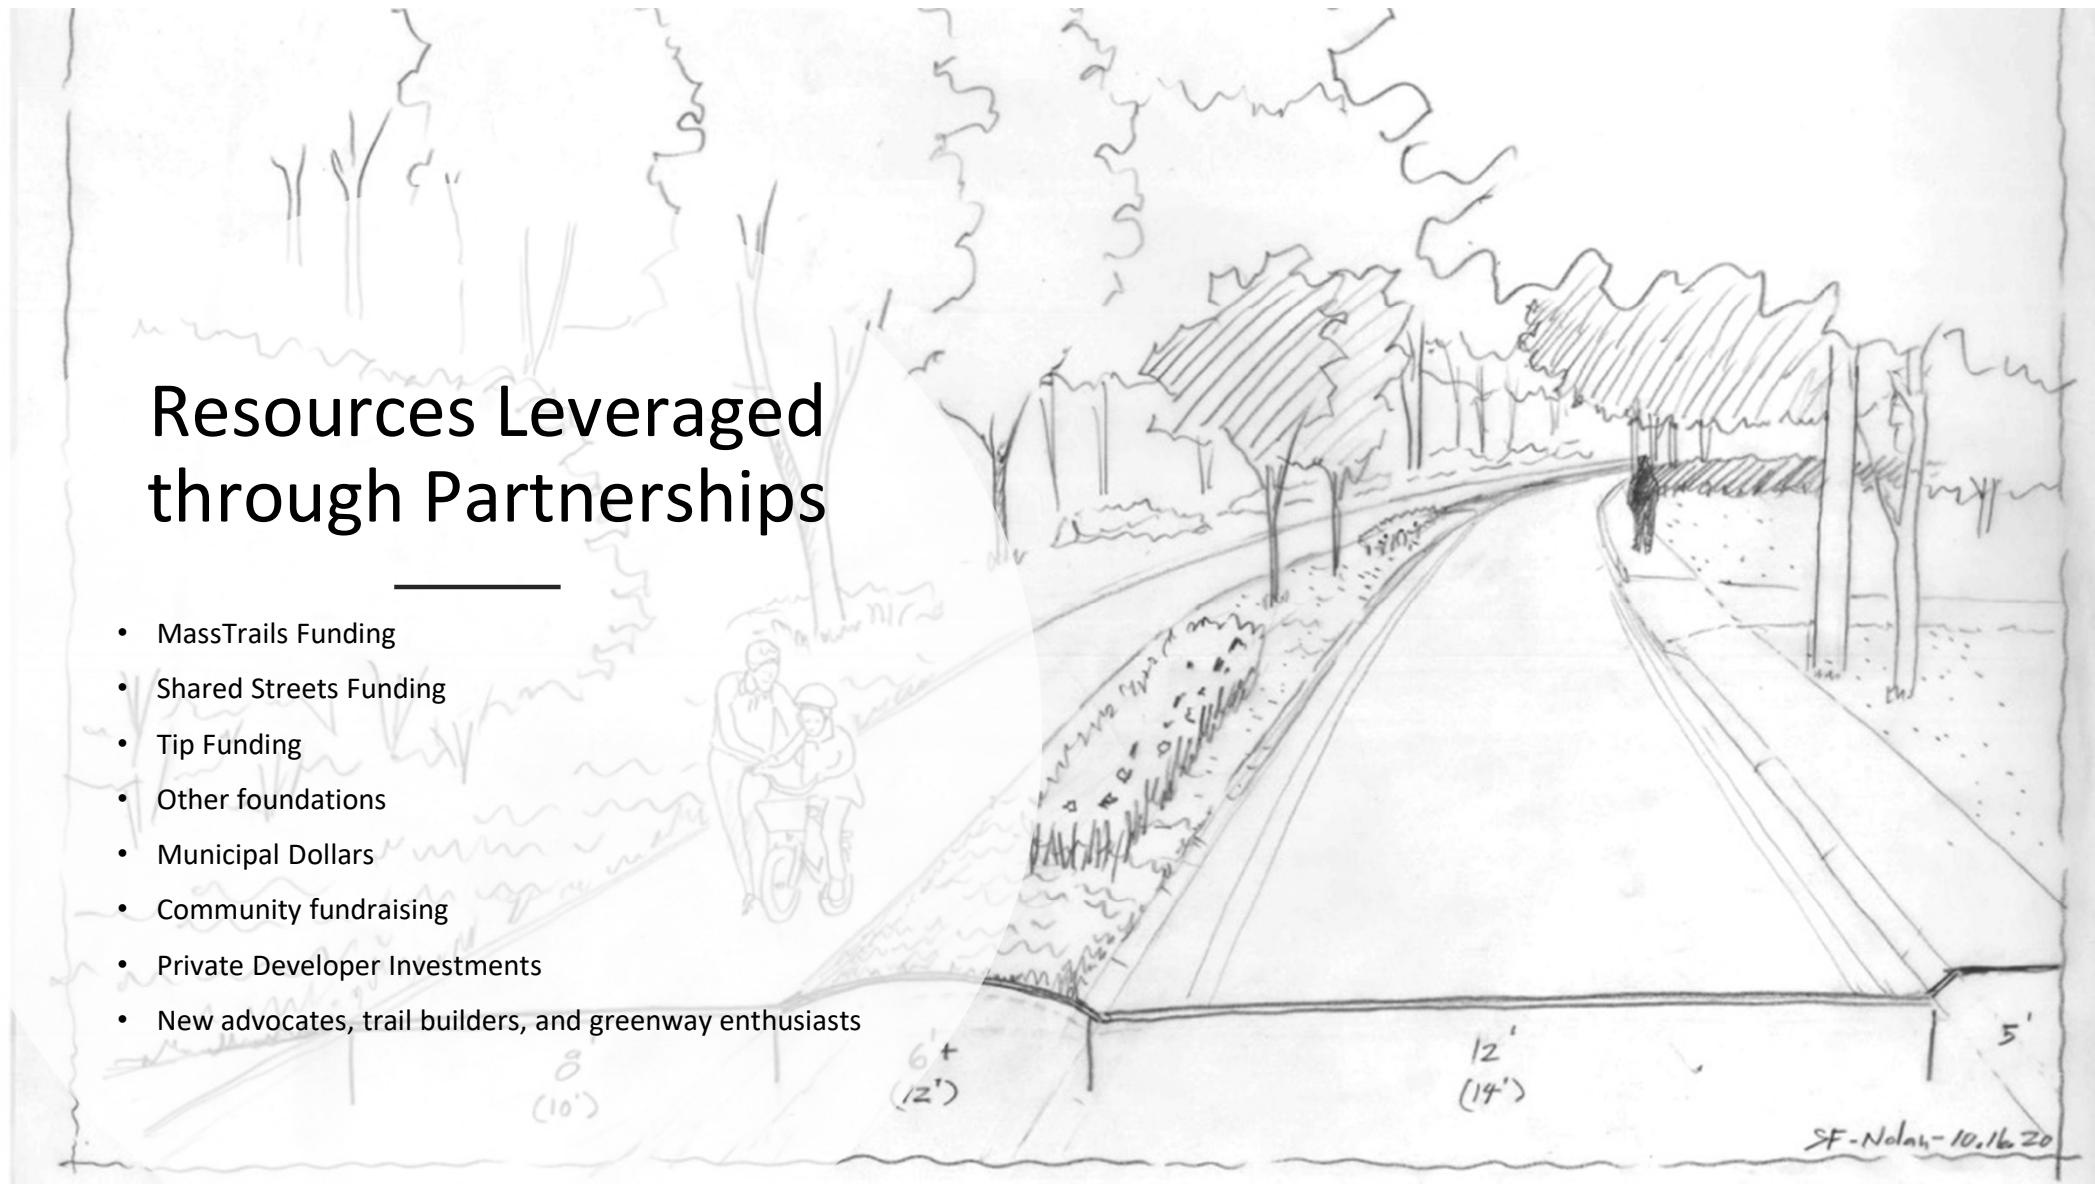 Resources Leveraged
through Partnerships
• MassTrails Funding
• Shared Streets Funding
• Tip Funding
• Other foundations
• Municipal Dollars
• Community fundraising
• Private Developer Investments
• New advocates, trail builders, and greenway enthusiasts
8' 6'+ 12' 5'
(10') (12') (14')
SF-Nolan-10.16.20